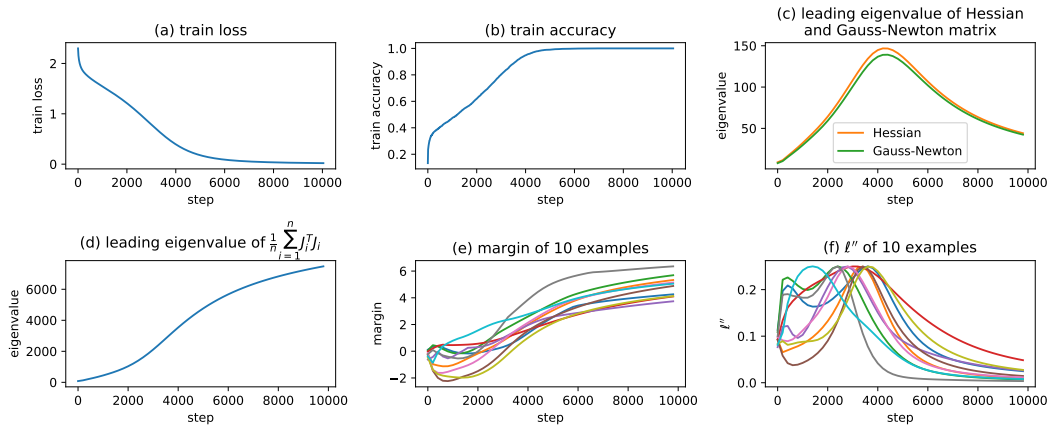 (a) train loss
train loss
2
1
0
0 2000 4000 6000 8000 10000
step
(b) train accuracy
train accuracy
1.0
0.8
0.6
0.4
0.2
0 2000 4000 6000 8000 10000
step
(c) leading eigenvalue of Hessian
and Gauss-Newton matrix
eigenvalue
150
100
50
Hessian
Gauss-Newton
0 2000 4000 6000 8000 10000
step
(d) leading eigenvalue of $\frac{1}{n}\sum_{i=1}^{n} J_i^T J_i$
eigenvalue
6000
4000
2000
0
0 2000 4000 6000 8000 10000
step
(e) margin of 10 examples
margin
6
4
2
0
−2
0 2000 4000 6000 8000 10000
step
(f) ℓ′′ of 10 examples
ℓ′′
0.2
0.1
0.0
0 2000 4000 6000 8000 10000
step